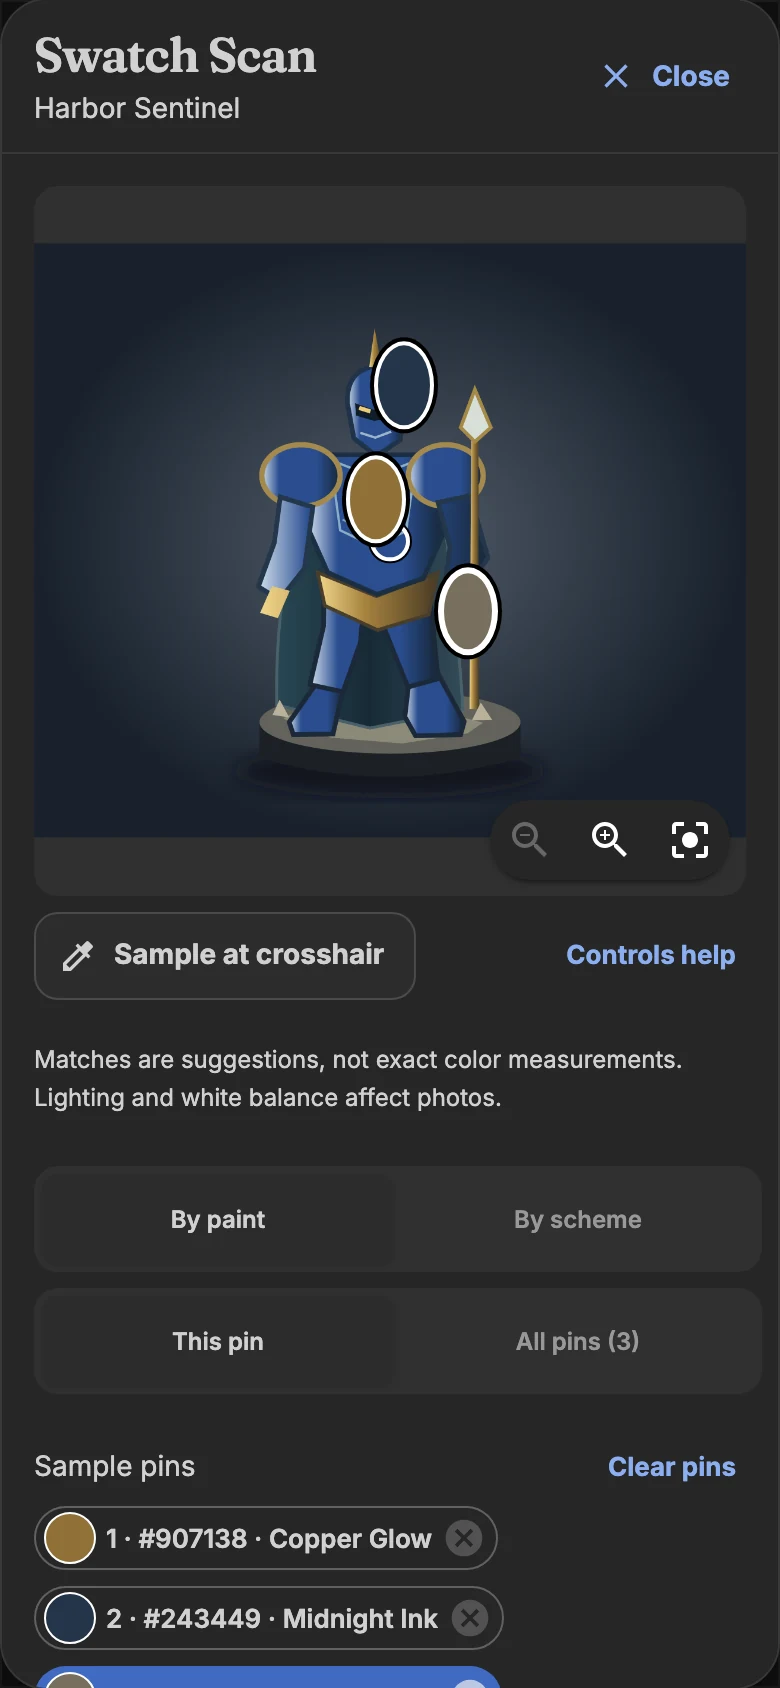 Swatch Scan
Harbor Sentinel
Close
Sample at crosshair
Controls help
Matches are suggestions, not exact color measurements.
Lighting and white balance affect photos.
By paint
By scheme
This pin
All pins (3)
Sample pins
Clear pins
1 · #907138 · Copper Glow
2 · #243449 · Midnight Ink